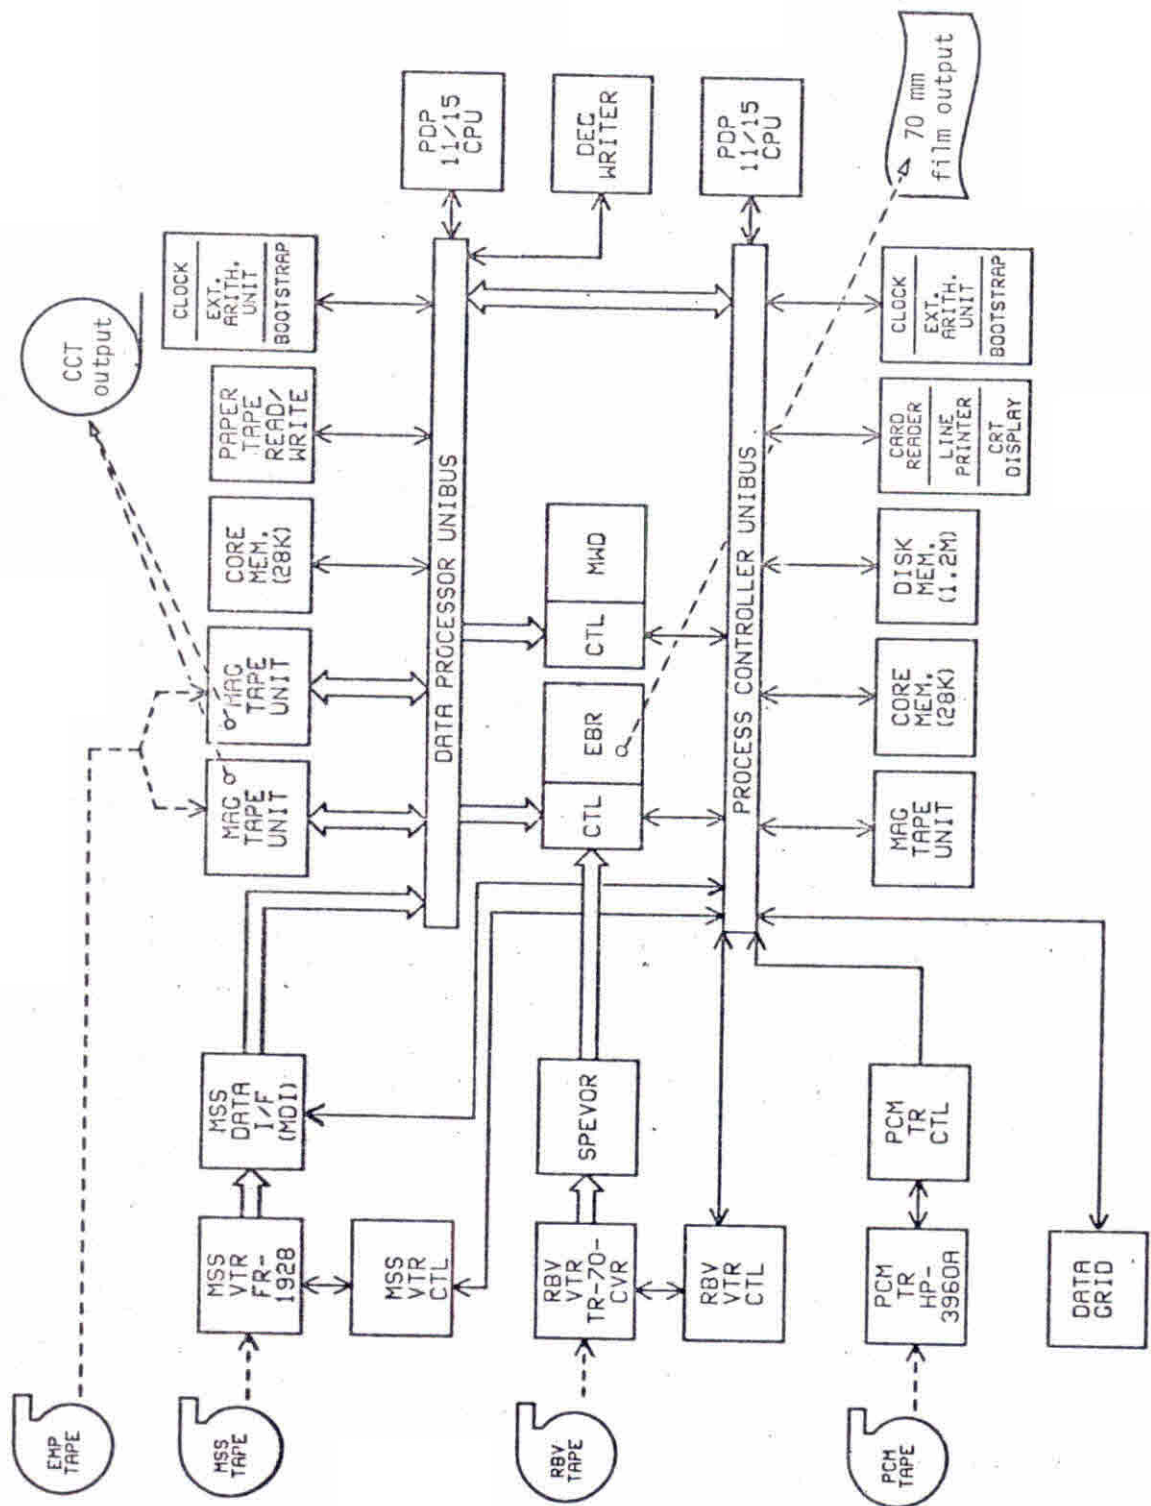 EMP
TAPE
MSS
TAPE
RBV
TAPE
PCM
TAPE
MSS
VTR
FR-
1928
MSS
VTR
CTL
RBV
VTR
TR-70-
CVR
RBV
VTR
CTL
PCM
TR
HP-
3960A
DATA
GRID
MSS
DATA
I/F
(MDI)
SPEVOR
PCM
TR
CTL
MAG
TAPE
UNIT
MAG
TAPE
UNIT
CORE
MEM.
(28K)
PAPER
TAPE
READ/
WRITE
CLOCK
EXT.
ARITH.
UNIT
BOOTSTRAP
CCT
output
DATA PROCESSOR UNIBUS
CTL
EBR
CTL
MWD
PROCESS CONTROLLER UNIBUS
MAG
TAPE
UNIT
CORE
MEM.
(28K)
DISK
MEM.
(1.2M)
CARD
READER
LINE
PRINTER
CRT
DISPLAY
CLOCK
EXT.
ARITH.
UNIT
BOOTSTRAP
PDP
11/15
CPU
DEC
WRITER
PDP
11/15
CPU
70 mm
film output